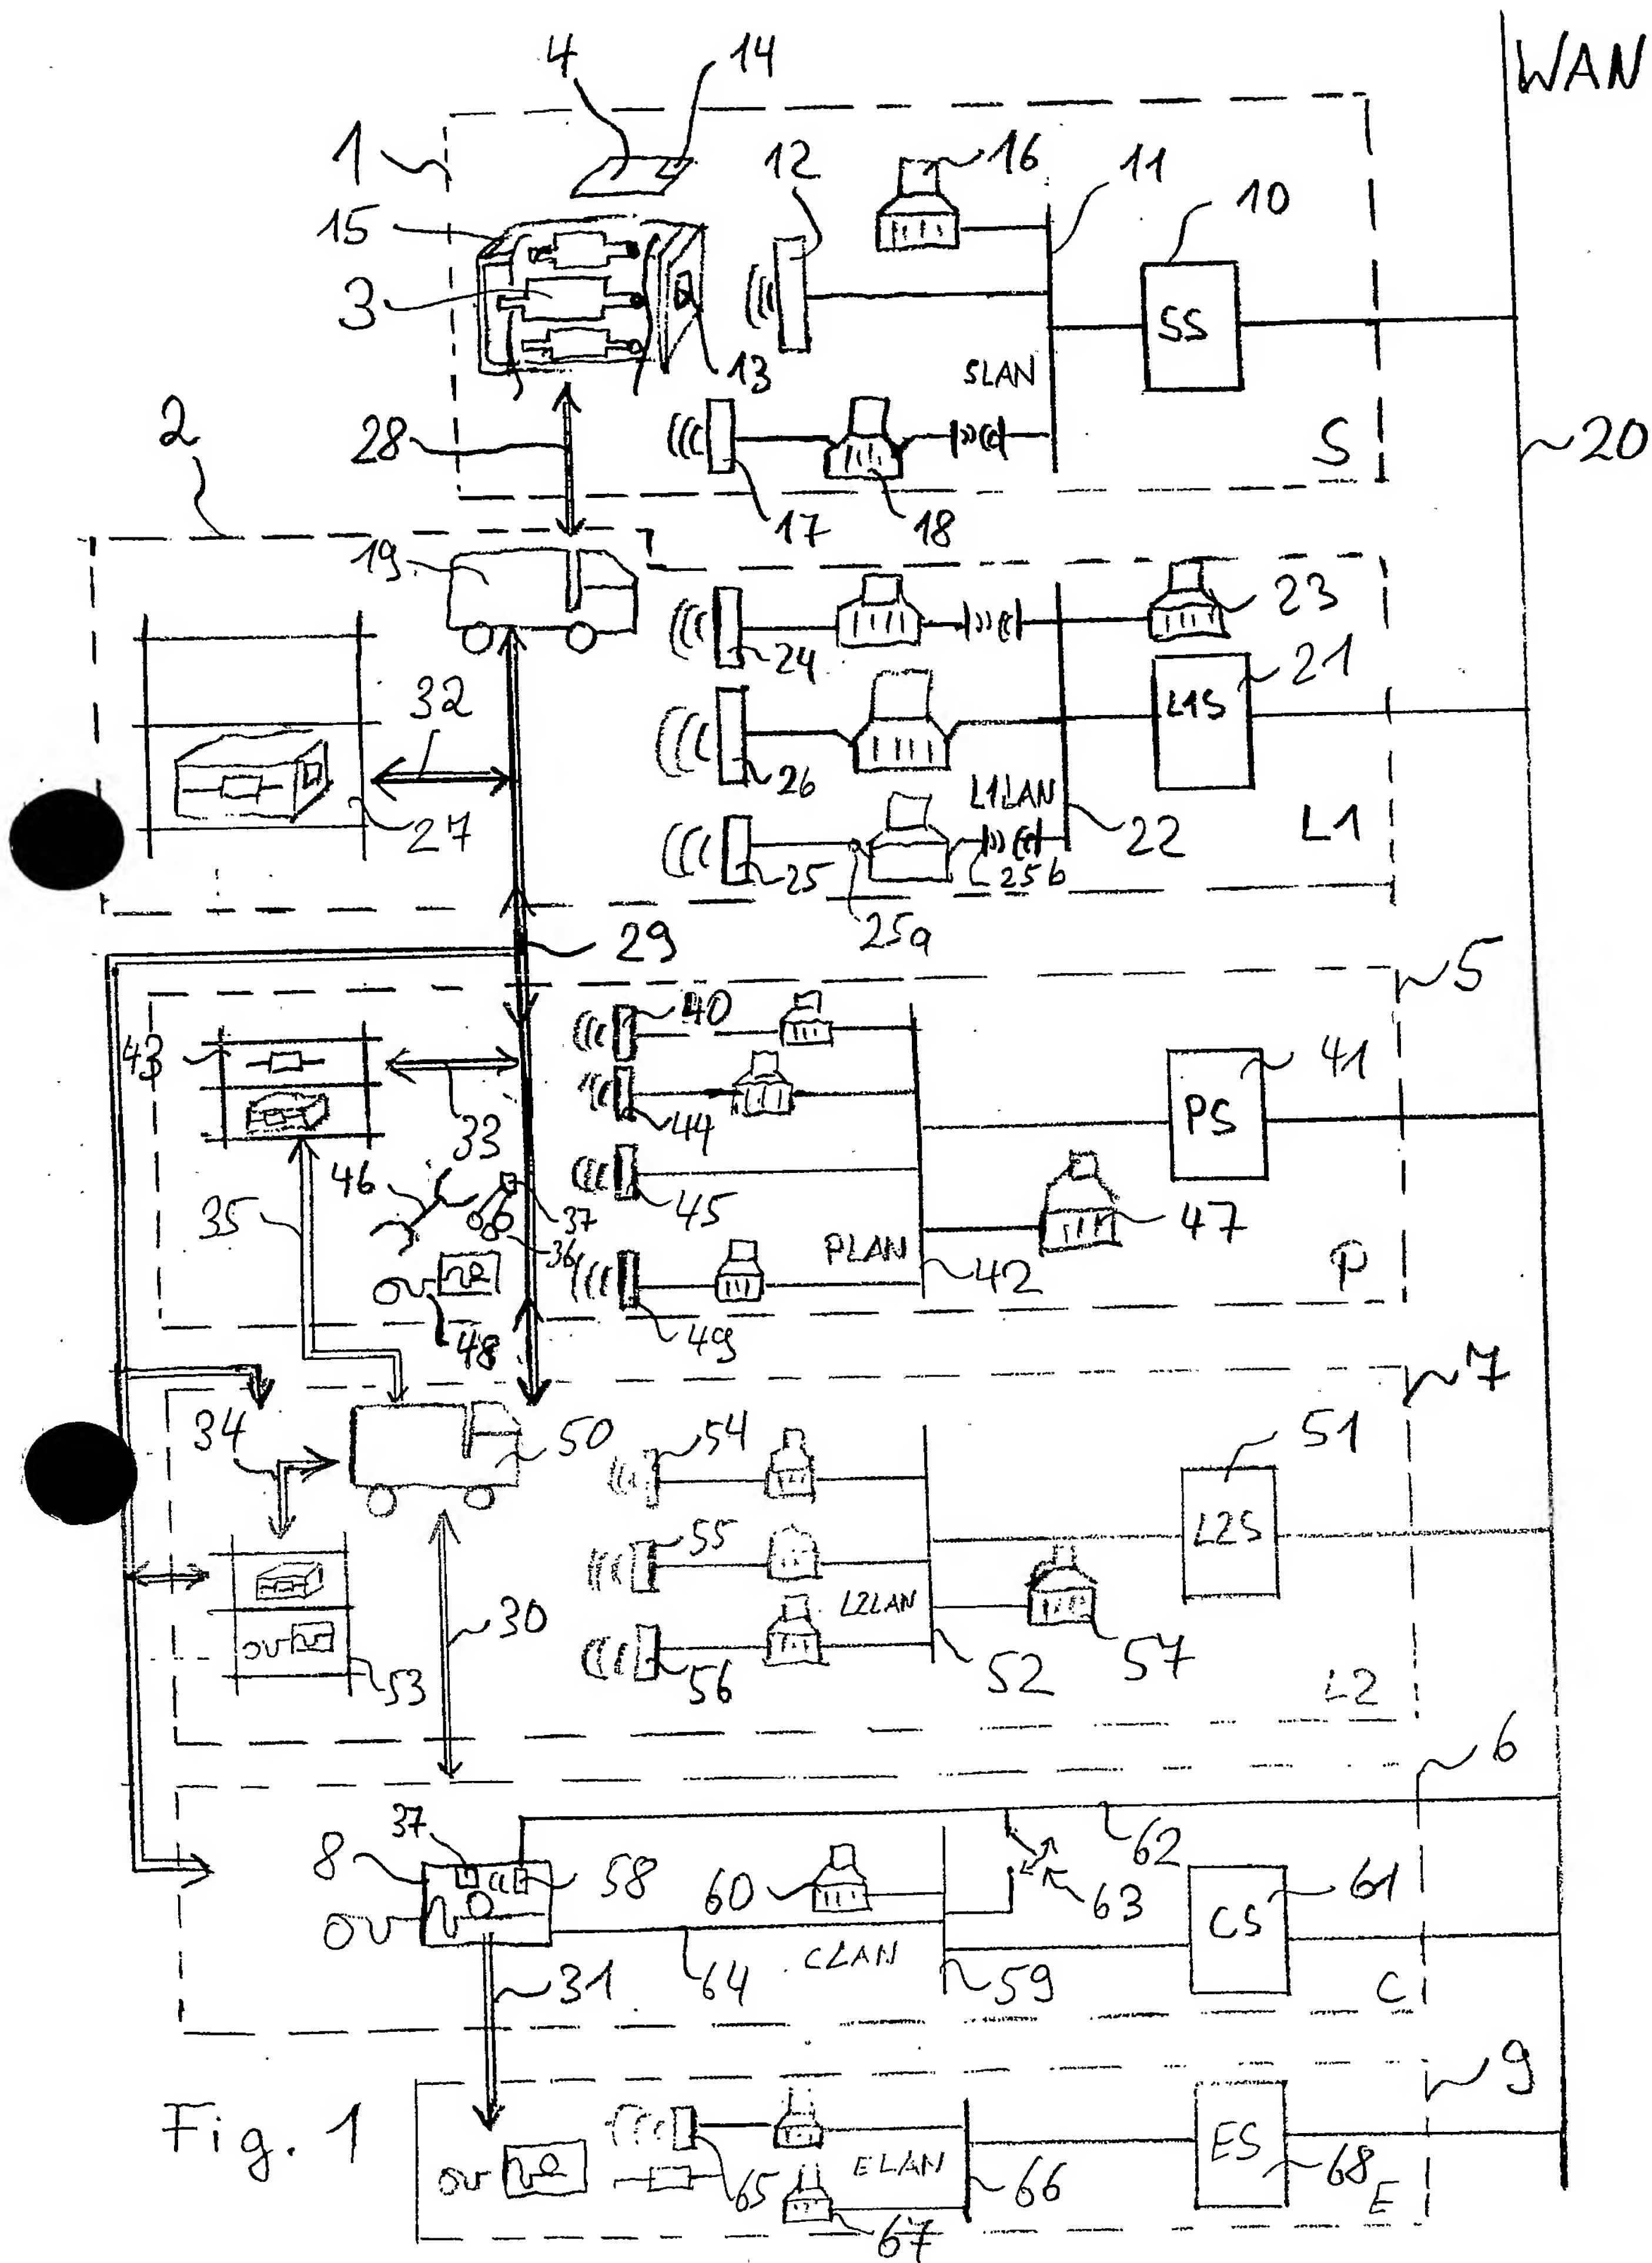 WAN
4 14
1 12 16 11 10
15
3 13 SLAN SS
28 S 20
2 17 18
19 23
24 21
32 L1S
26 L1LAN L1
27 25 25b 22
25a
29 5
40
43 41
44 PS
33
46 45 47
35 37
36 PLAN
42 P
48 49
7
34 50 54 51
55 L2S
30 L2LAN
53 56 52 57
L2
6
37 62
8 58 60 63 61
CS
64 CLAN 59 C
31
9
Fig. 1 ES
65 ELAN 66 68
67 E